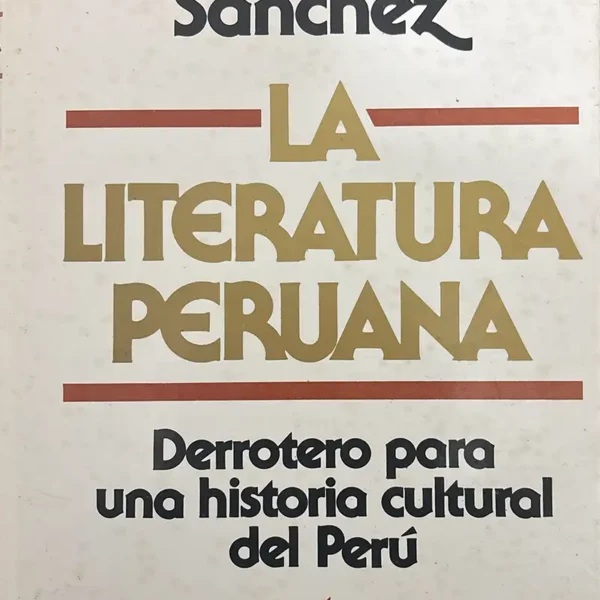 Sánchez
LA
LITERATURA
PERUANA
Derrotero para
una historia cultural
del Perú